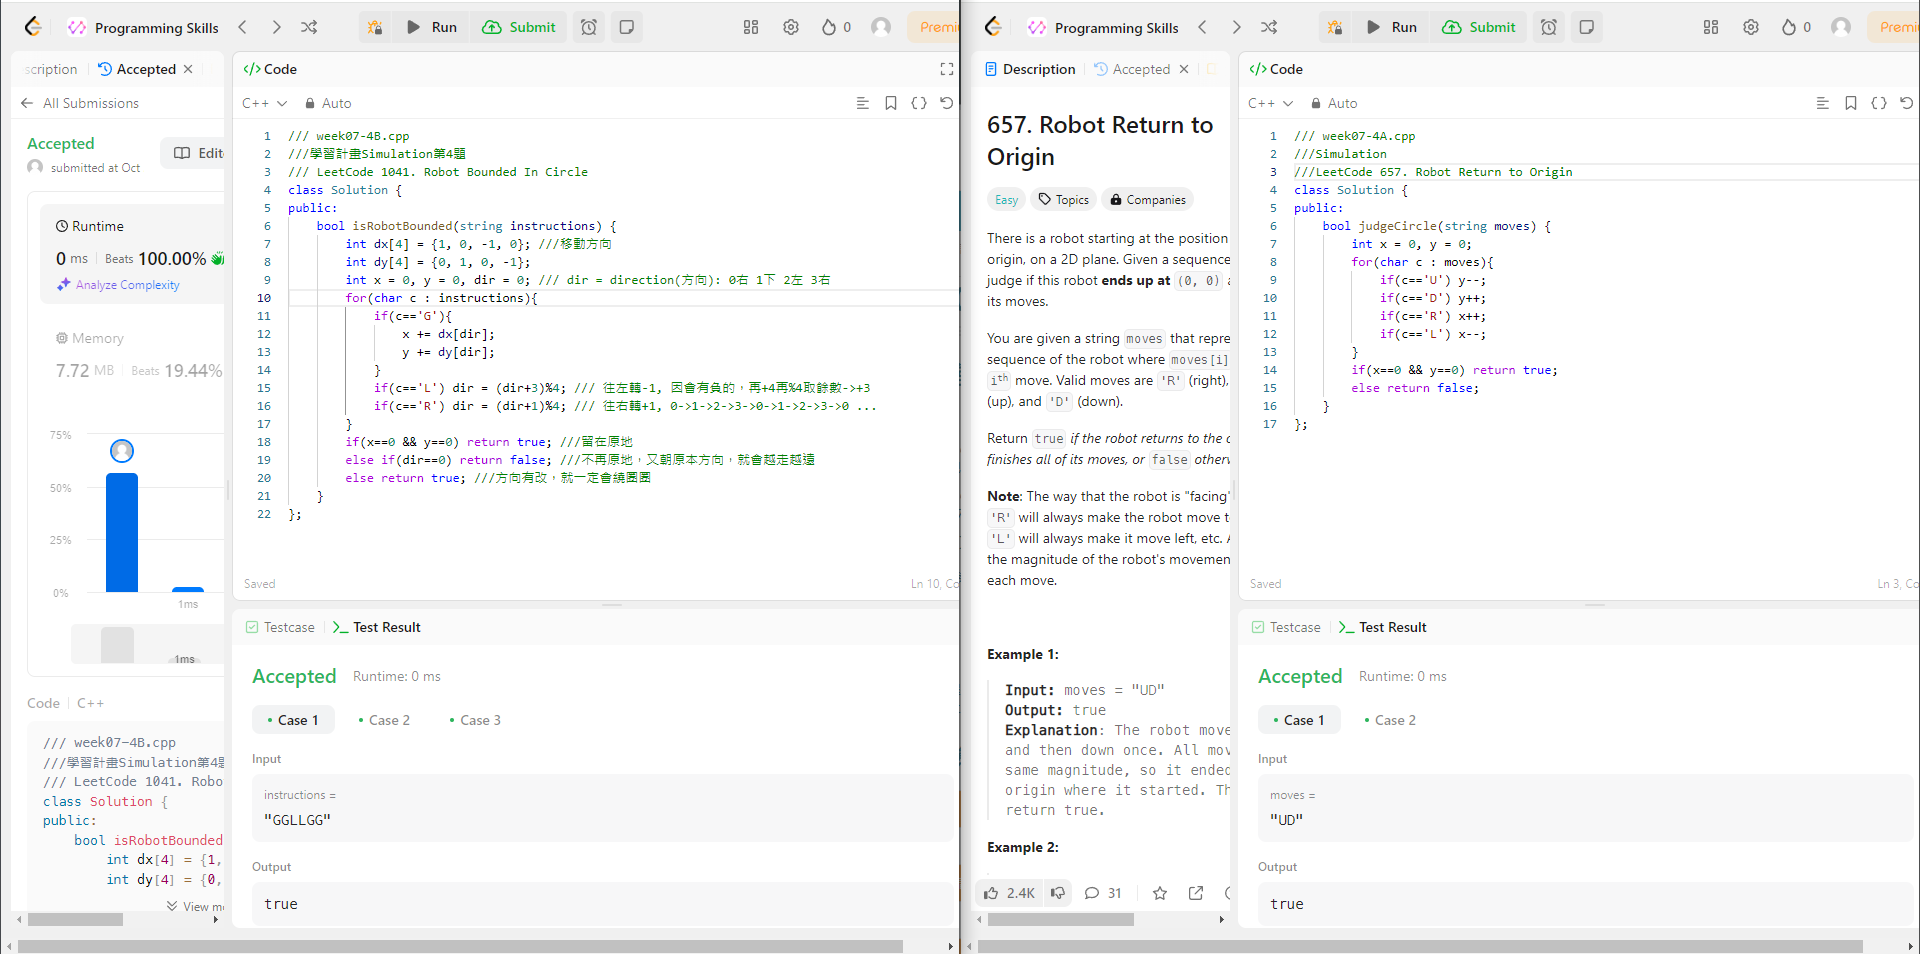 Programming Skills
Run
Submit
0
Premi
scription
Accepted
All Submissions
Accepted
submitted at Oct
Edit
Runtime
0 ms
Beats 100.00%
Analyze Complexity
Memory
7.72 MB
Beats 19.44%
75%
50%
25%
0%
1ms
1ms
Code
C++
/// week07-4B.cpp
///學習計畫Simulation第4題
/// LeetCode 1041. Robo
class Solution {
public:
bool isRobotBounded
int dx[4] = {1,
int dy[4] = {0,
View mo
Code
C++
Auto
1 /// week07-4B.cpp
2 ///學習計畫Simulation第4題
3 /// LeetCode 1041. Robot Bounded In Circle
4 class Solution {
5 public:
6 bool isRobotBounded(string instructions) {
7 int dx[4] = {1, 0, -1, 0}; ///移動方向
8 int dy[4] = {0, 1, 0, -1};
9 int x = 0, y = 0, dir = 0; /// dir = direction(方向): 0右 1下 2左 3右
10 for(char c : instructions){
11 if(c=='G'){
12 x += dx[dir];
13 y += dy[dir];
14 }
15 if(c=='L') dir = (dir+3)%4; /// 往左轉-1, 因會有負的，再+4再%4取餘數->+3
16 if(c=='R') dir = (dir+1)%4; /// 往右轉+1, 0->1->2->3->0->1->2->3->0 ...
17 }
18 if(x==0 && y==0) return true; ///留在原地
19 else if(dir==0) return false; ///不再原地，又朝原本方向，就會越走越遠
20 else return true; ///方向有改，就一定會繞圈圈
21 }
22 };
Saved
Ln 10, Co
Testcase
Test Result
Accepted
Runtime: 0 ms
Case 1
Case 2
Case 3
Input
instructions =
"GGLLGG"
Output
true
Programming Skills
Run
Submit
0
Premi
Description
Accepted
657. Robot Return to
Origin
Easy
Topics
Companies
There is a robot starting at the position
origin, on a 2D plane. Given a sequence
judge if this robot ends up at (0, 0) a
its moves.
You are given a string moves that repre
sequence of the robot where moves[i]
ith move. Valid moves are 'R' (right),
(up), and 'D' (down).
Return true if the robot returns to the o
finishes all of its moves, or false otherw
Note: The way that the robot is "facing"
'R' will always make the robot move t
'L' will always make it move left, etc. A
the magnitude of the robot's movemen
each move.
Example 1:
Input: moves = "UD"
Output: true
Explanation: The robot move
and then down once. All mov
same magnitude, so it ended
origin where it started. Th
return true.
Example 2:
2.4K
31
Code
C++
Auto
1 /// week07-4A.cpp
2 ///Simulation
3 ///LeetCode 657. Robot Return to Origin
4 class Solution {
5 public:
6 bool judgeCircle(string moves) {
7 int x = 0, y = 0;
8 for(char c : moves){
9 if(c=='U') y--;
10 if(c=='D') y++;
11 if(c=='R') x++;
12 if(c=='L') x--;
13 }
14 if(x==0 && y==0) return true;
15 else return false;
16 }
17 };
Saved
Ln 3, Co
Testcase
Test Result
Accepted
Runtime: 0 ms
Case 1
Case 2
Input
moves =
"UD"
Output
true